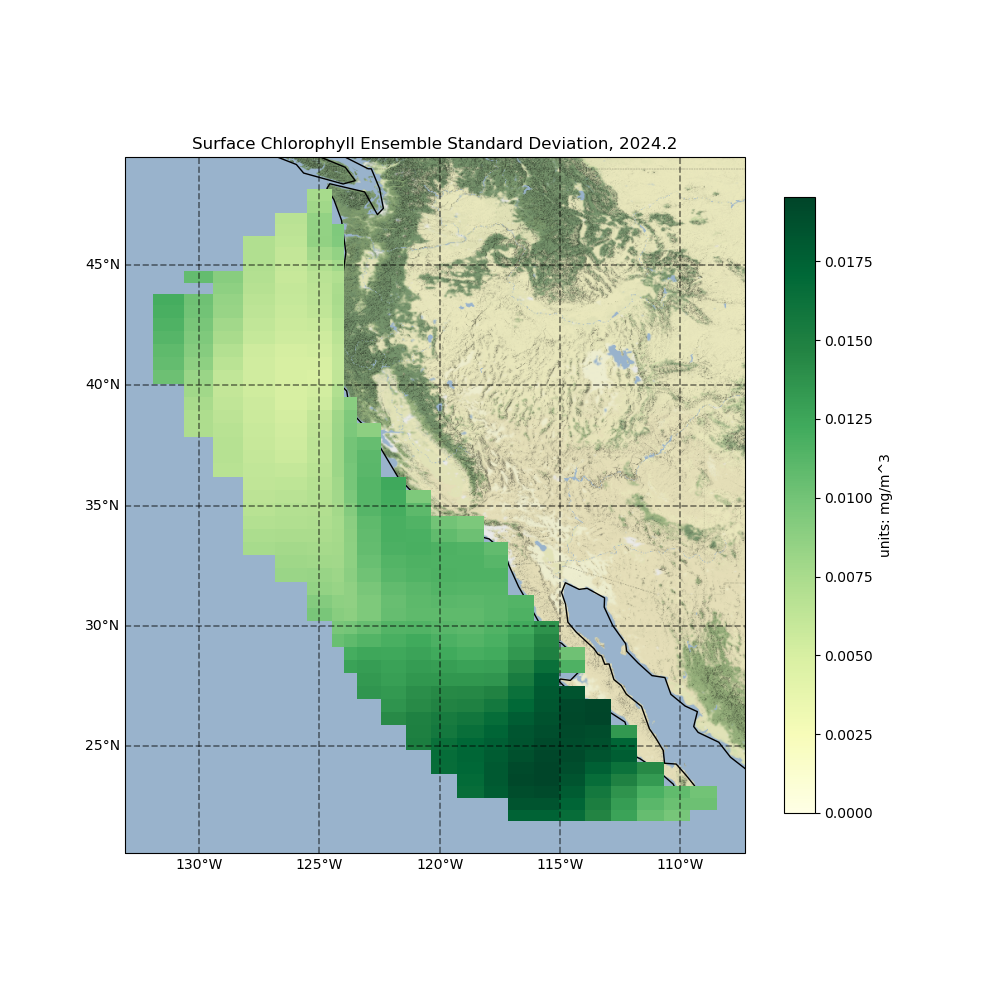 Surface Chlorophyll Ensemble Standard Deviation, 2024.2
45°N
40°N
35°N
30°N
25°N
130°W 125°W 120°W 115°W 110°W
0.0175
0.0150
0.0125
0.0100
0.0075
0.0050
0.0025
0.0000
units: mg/m^3